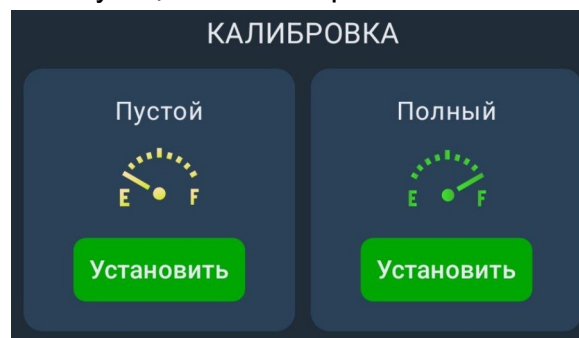 КАЛИБРОВКА
Пустой
E F
Установить
Полный
E F
Установить